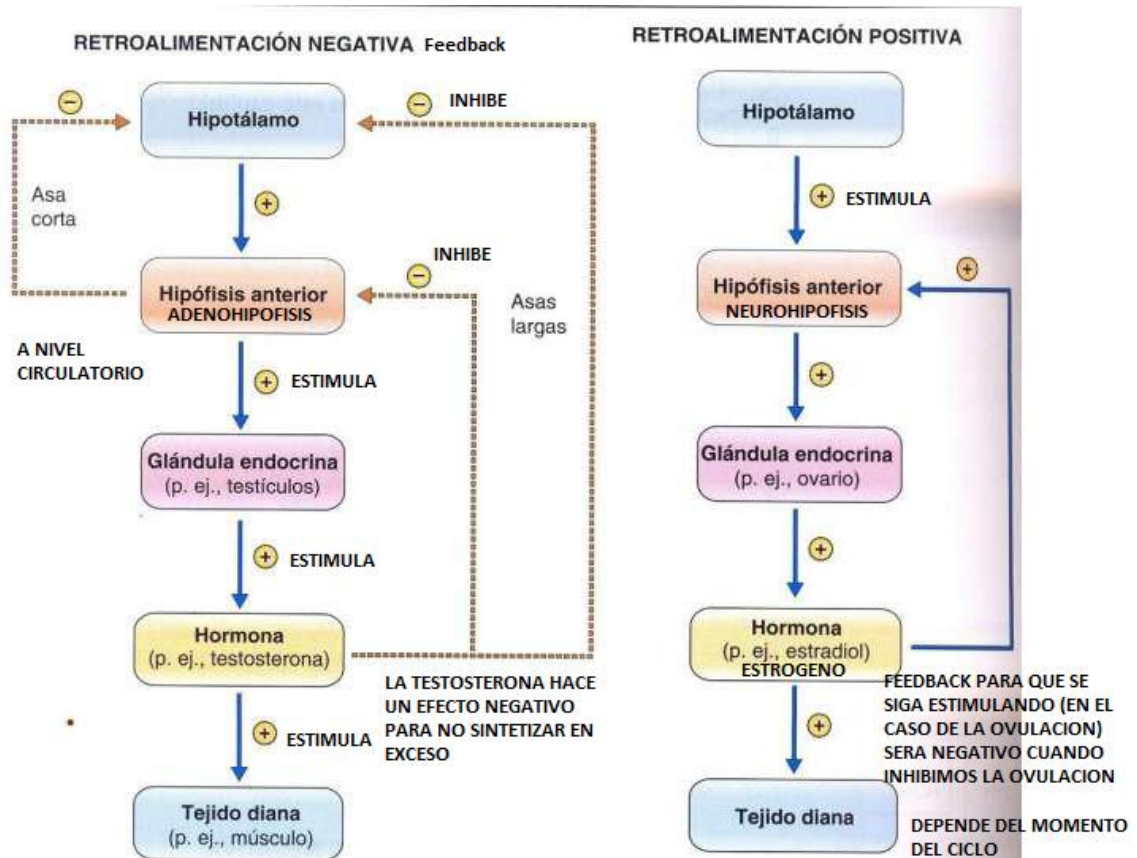 RETROALIMENTACIÓN NEGATIVA Feedback
− INHIBE
Hipotálamo
Asa
corta
+
INHIBE
−
Hipófisis anterior
ADENOHIPOFISIS
Asas
largas
A NIVEL
CIRCULATORIO
+ ESTIMULA
Glándula endocrina
(p. ej., testículos)
+ ESTIMULA
Hormona
(p. ej., testosterona)
LA TESTOSTERONA HACE
UN EFECTO NEGATIVO
PARA NO SINTETIZAR EN
EXCESO
+ ESTIMULA
Tejido diana
(p. ej., músculo)
−
RETROALIMENTACIÓN POSITIVA
Hipotálamo
+ ESTIMULA
+
Hipófisis anterior
NEUROHIPOFISIS
+
Glándula endocrina
(p. ej., ovario)
+
Hormona
(p. ej., estradiol)
ESTROGENO
FEEDBACK PARA QUE SE
SIGA ESTIMULANDO (EN EL
CASO DE LA OVULACION)
SERA NEGATIVO CUANDO
INHIBIMOS LA OVULACION
+
Tejido diana
DEPENDE DEL MOMENTO
DEL CICLO